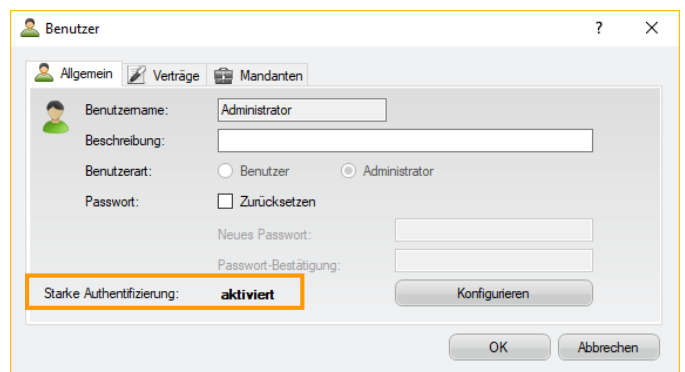 Benutzer ?
Allgemein Verträge Mandanten
Benutzername: Administrator
Beschreibung:
Benutzerart: Benutzer Administrator
Passwort: Zurücksetzen
Neues Passwort:
Passwort-Bestätigung:
Starke Authentifizierung: aktiviert Konfigurieren
OK Abbrechen